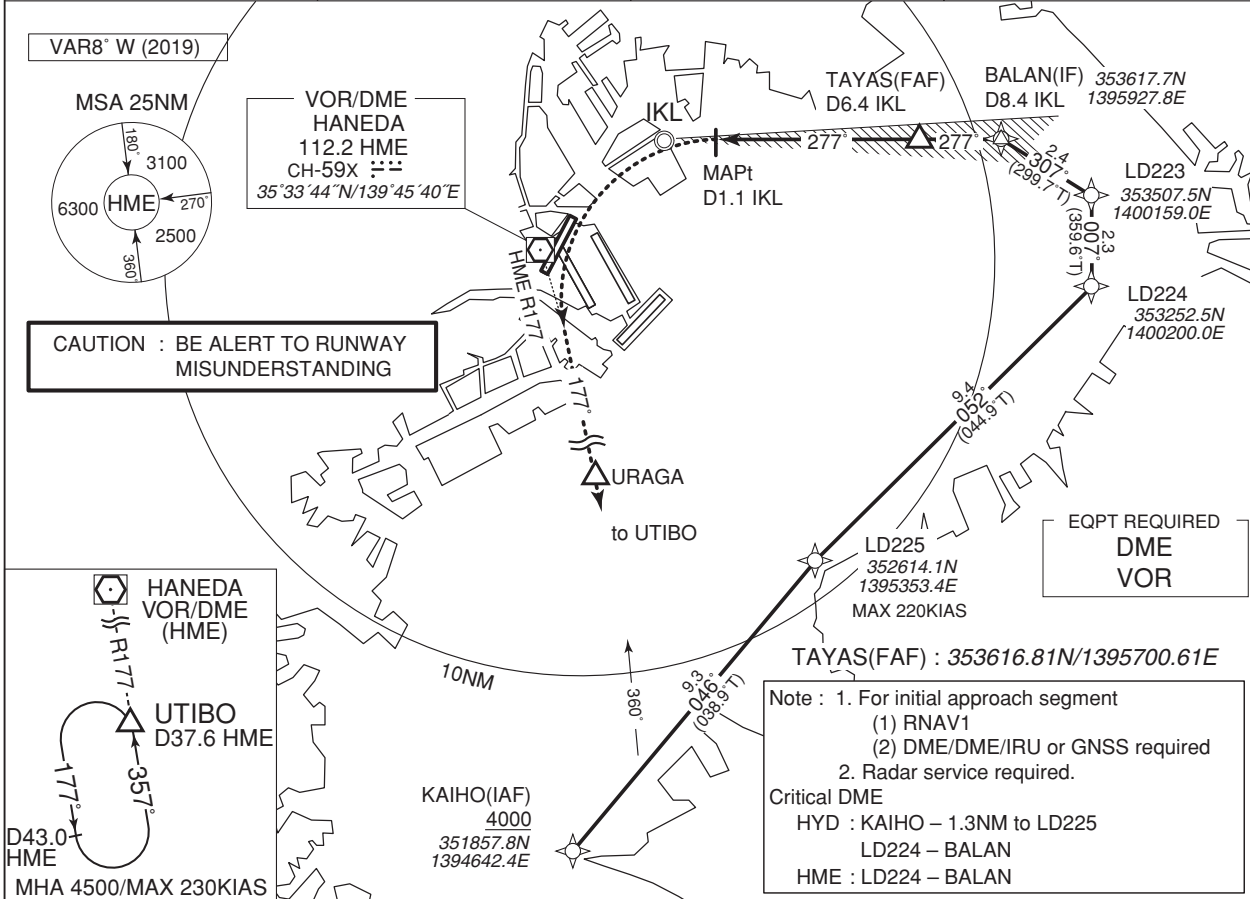 VAR8° W (2019)
MSA 25NM
180°
3100
6300
HME
270°
2500
360°
VOR/DME
HANEDA
112.2 HME
CH-59X
35°33´44˝N/139°45´40˝E
CAUTION : BE ALERT TO RUNWAY
MISUNDERSTANDING
IKL
TAYAS(FAF)
D6.4 IKL
BALAN(IF)
D8.4 IKL
353617.7N
1395927.8E
277°
277°
MAPt
D1.1 IKL
2.4
307°
(299.7°T)
LD223
353507.5N
1400159.0E
2.3
007°
(359.6°T)
LD224
353252.5N
1400200.0E
HME R177
177°
URAGA
to UTIBO
9.4
052°
(044.9°T)
LD225
352614.1N
1395353.4E
MAX 220KIAS
EQPT REQUIRED
DME
VOR
10NM
360°
9.3
046°
(038.9°T)
KAIHO(IAF)
4000
351857.8N
1394642.4E
TAYAS(FAF) : 353616.81N/1395700.61E
Note : 1. For initial approach segment
(1) RNAV1
(2) DME/DME/IRU or GNSS required
2. Radar service required.
Critical DME
HYD : KAIHO – 1.3NM to LD225
LD224 – BALAN
HME : LD224 – BALAN
HANEDA
VOR/DME
(HME)
R177
UTIBO
D37.6 HME
177°
357°
D43.0
HME
MHA 4500/MAX 230KIAS